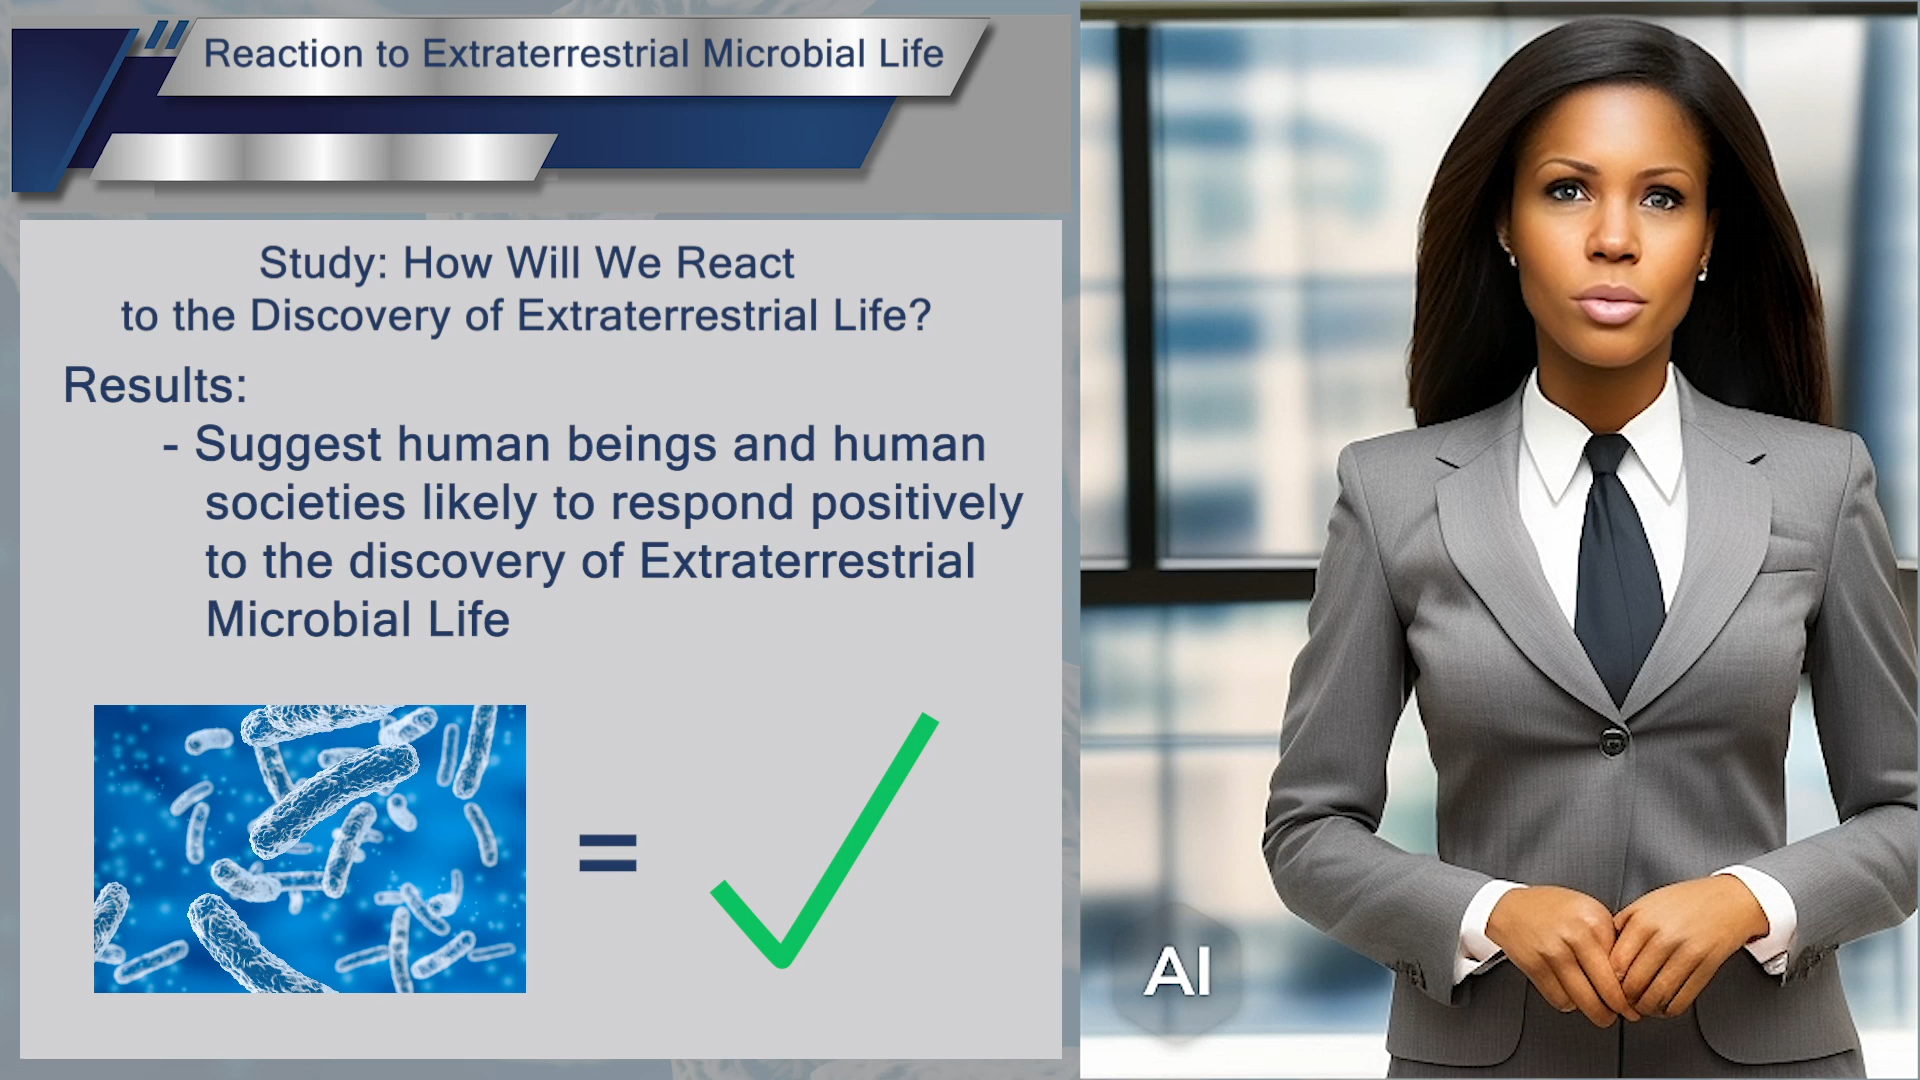 Reaction to Extraterrestrial Microbial Life
Study: How Will We React
to the Discovery of Extraterrestrial Life?
Results:
- Suggest human beings and human
societies likely to respond positively
to the discovery of Extraterrestrial
Microbial Life
=
AI